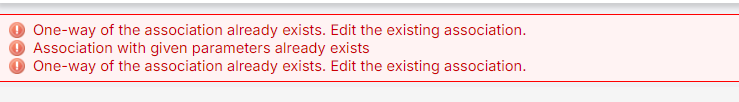 One-way of the association already exists. Edit the existing association.
Association with given parameters already exists
One-way of the association already exists. Edit the existing association.